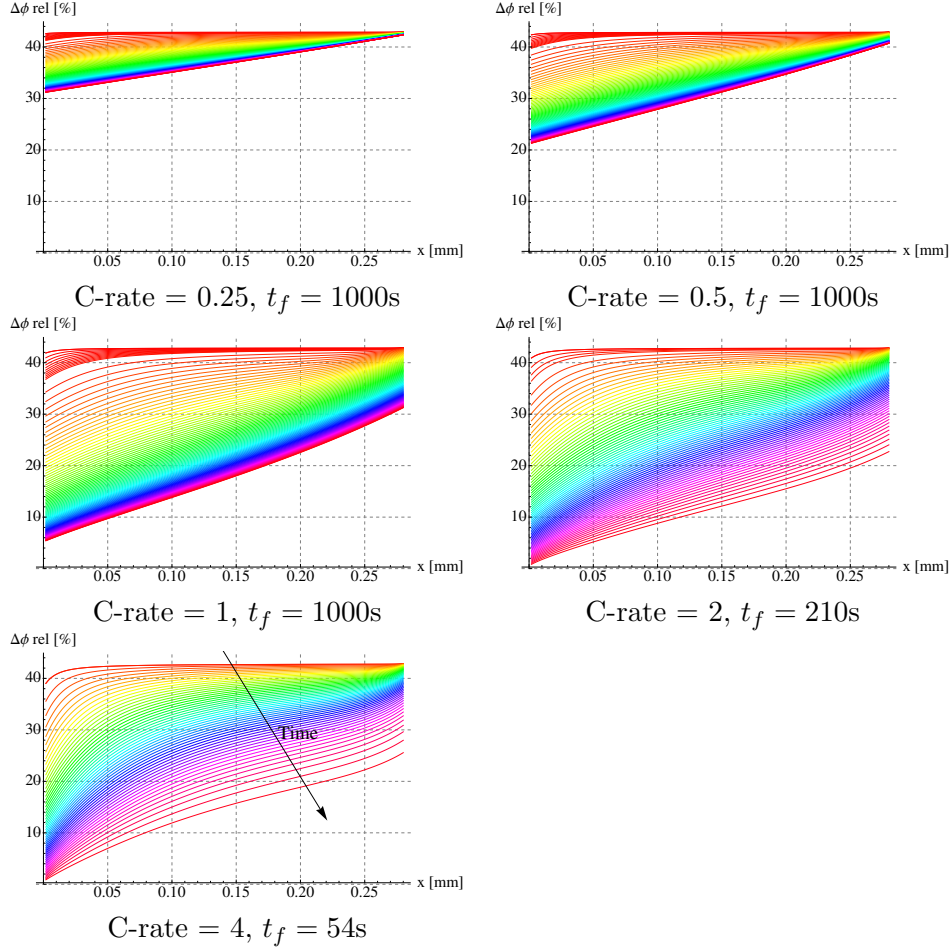 Δϕ rel [%]
40
30
20
10
0.05 0.10 0.15 0.20 0.25
x [mm]
C-rate = 0.25, t_f = 1000s
Δϕ rel [%]
40
30
20
10
0.05 0.10 0.15 0.20 0.25
x [mm]
C-rate = 0.5, t_f = 1000s
Δϕ rel [%]
40
30
20
10
0.05 0.10 0.15 0.20 0.25
x [mm]
C-rate = 1, t_f = 1000s
Δϕ rel [%]
40
30
20
10
0.05 0.10 0.15 0.20 0.25
x [mm]
C-rate = 2, t_f = 210s
Δϕ rel [%]
40
30
20
10
Time
0.05 0.10 0.15 0.20 0.25
x [mm]
C-rate = 4, t_f = 54s